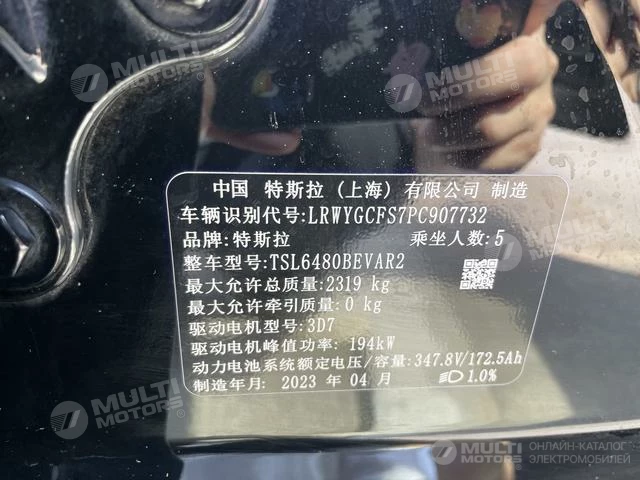 MULTI
MOTORS
MULTI
MOTORS
中国 特斯拉 (上海) 有限公司 制造
车辆识别代号:LRWYGCFS7PC907732
品牌:特斯拉 乘坐人数:5
整车型号:TSL6480BEVAR2
最大允许总质量:2319 kg
最大允许牵引质量:0 kg
驱动电机型号:3D7
驱动电机峰值功率: 194kW
动力电池系统额定电压/容量:347.8V/172.5Ah
制造年月: 2023 年 04 月 1.0%
MULTI
MOTORS
MULTI
MOTORS
MULTI
MOTORS
ОНЛАЙН-КАТАЛОГ
ЭЛЕКТРОМОБИЛЕЙ